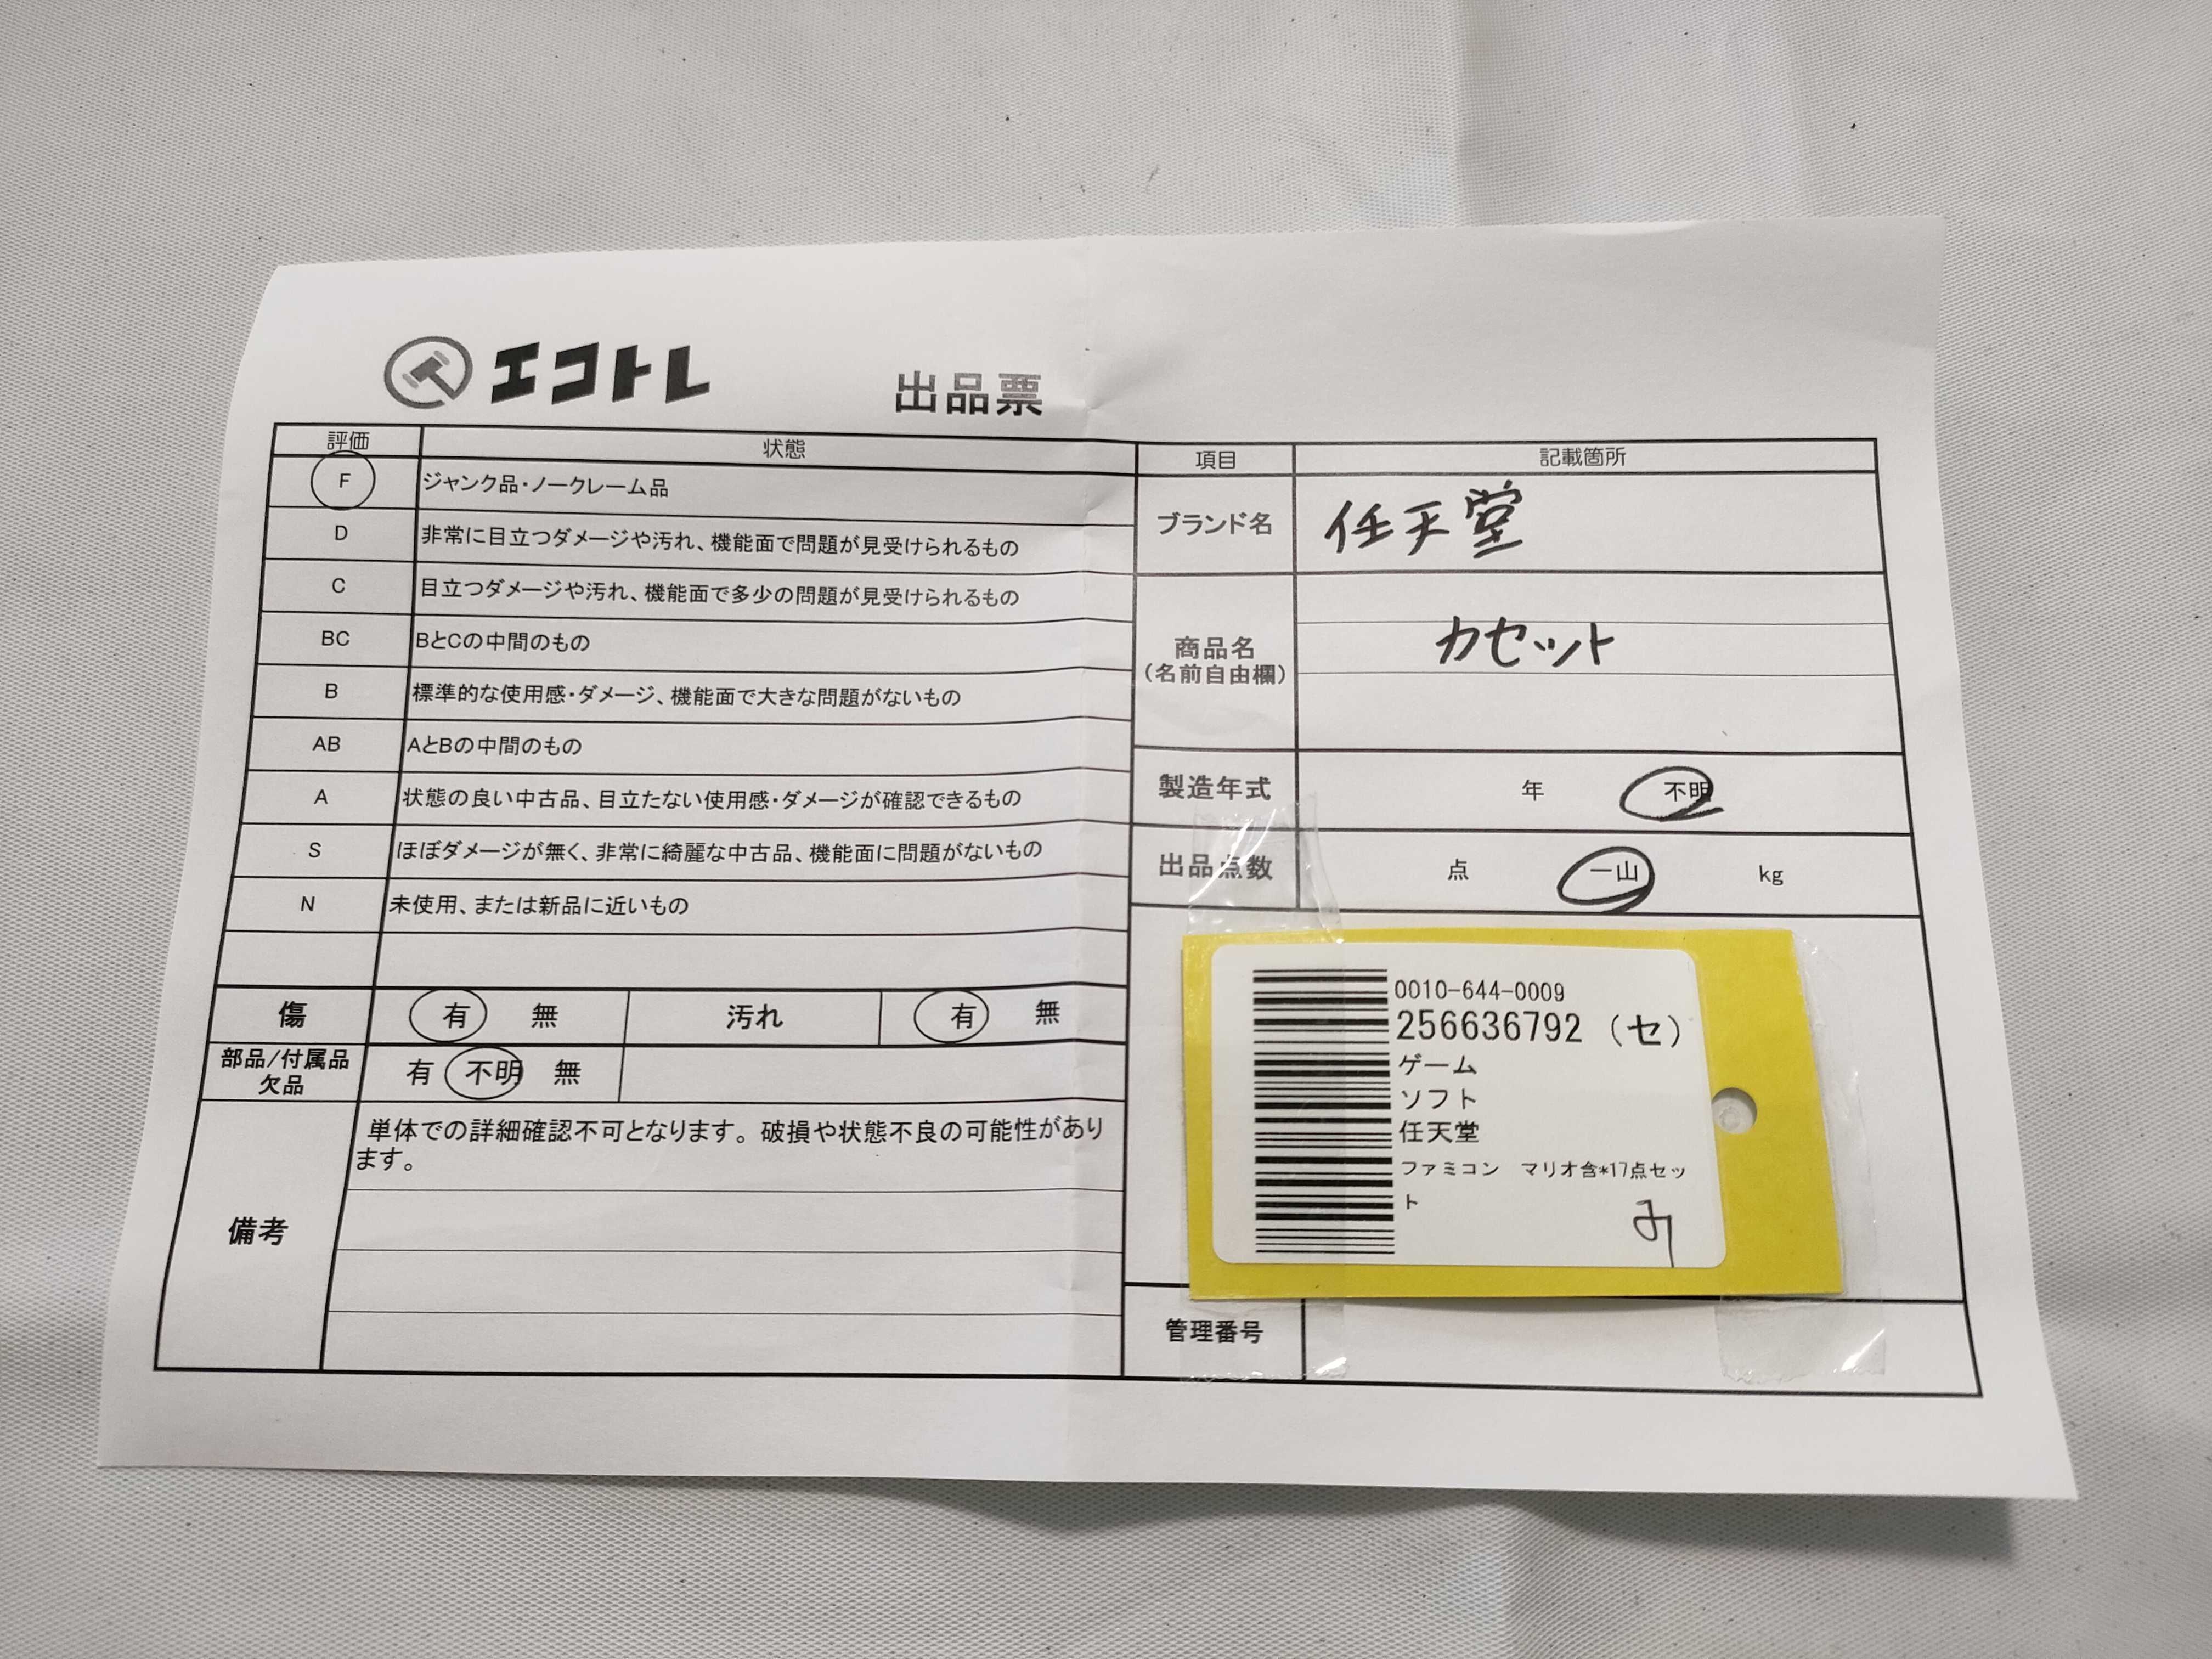 エコトレ
出品票
評価 状態
F ジャンク品・ノークレーム品
D 非常に目立つダメージや汚れ、機能面で問題が見受けられるもの
C 目立つダメージや汚れ、機能面で多少の問題が見受けられるもの
BC BとCの中間のもの
B 標準的な使用感・ダメージ、機能面で大きな問題がないもの
AB AとBの中間のもの
A 状態の良い中古品、目立たない使用感・ダメージが確認できるもの
S ほぼダメージが無く、非常に綺麗な中古品、機能面に問題がないもの
N 未使用、または新品に近いもの
傷 有 無 汚れ 有 無
部品/付属品
欠品
有 不明 無
備考
単体での詳細確認不可となります。破損や状態不良の可能性があり
ます。
項目 記載箇所
ブランド名 任天堂
商品名
(名前自由欄)
カセット
製造年式 年 不明
出品点数 点 一山 kg
0010-644-0009
256636792 (セ)
ゲーム
ソフト
任天堂
ファミコン マリオ含*17点セッ
ト
管理番号